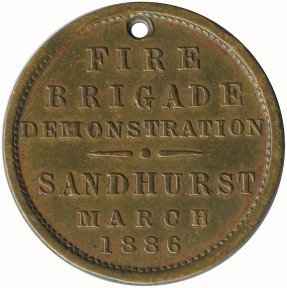 FIRE
BRIGADE
DEMONSTRATION
SANDHURST
MARCH
1886